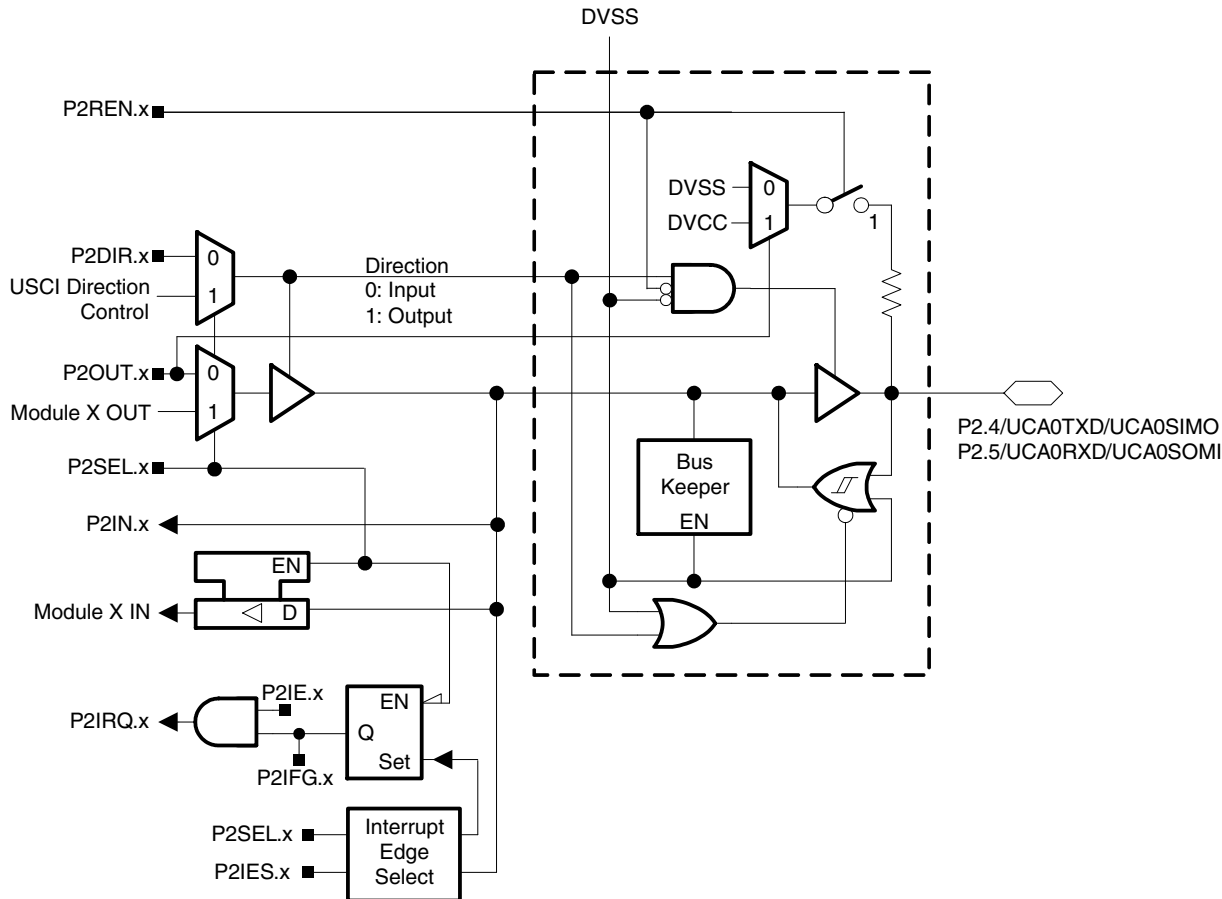 DVSS
P2REN.x
DVSS
0
DVCC
1
1
P2DIR.x
0
USCI Direction
Control
1
Direction
0: Input
1: Output
P2OUT.x
0
Module X OUT
1
P2.4/UCA0TXD/UCA0SIMO
P2.5/UCA0RXD/UCA0SOMI
P2SEL.x
Bus
Keeper
EN
P2IN.x
EN
Module X IN
D
P2IE.x
EN
P2IRQ.x
Q
Set
P2IFG.x
P2SEL.x
P2IES.x
Interrupt
Edge
Select